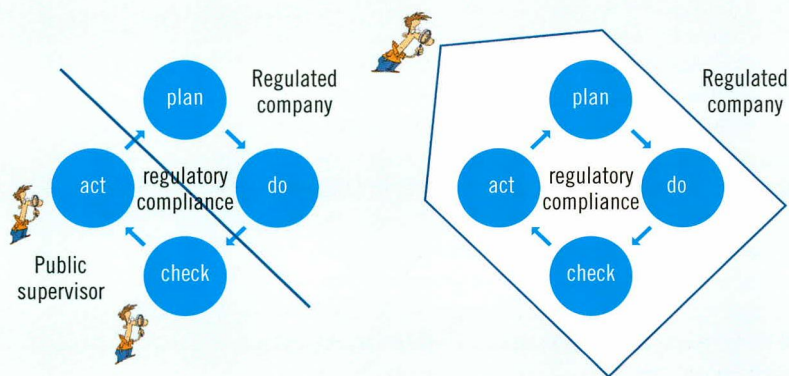 plan
Regulated
company
act
regulatory
compliance
do
check
Public
supervisor
plan
Regulated
company
act
regulatory
compliance
do
check